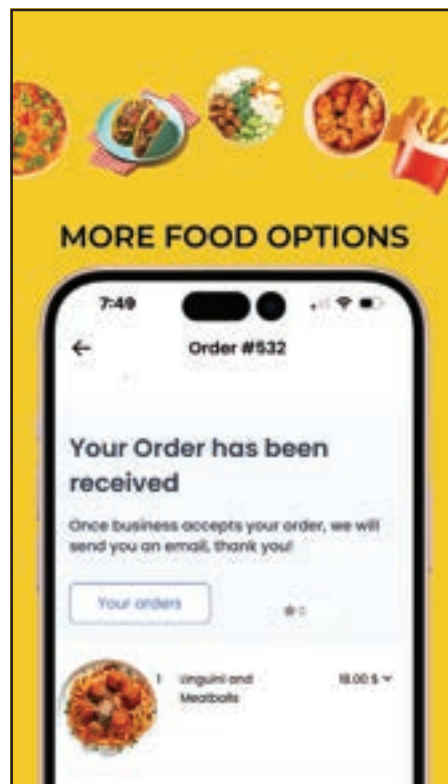 MORE FOOD OPTIONS
7:49
Order #532
Your Order has been
received
Once business accepts your order, we will
send you an email, thank you!
Your orders
1 Linguini and 18.00 $
Meatballs